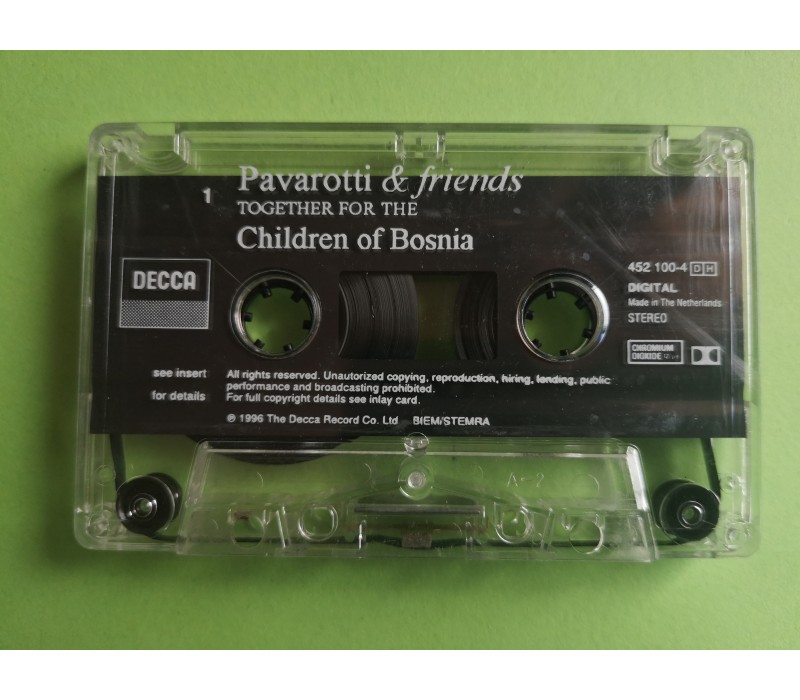 1
Pavarotti & friends
TOGETHER FOR THE
Children of Bosnia
DECCA
452 100-4 DH
DIGITAL
Made in The Netherlands
STEREO
CHROMIUM
DIOXIDE
see insert
for details
All rights reserved. Unautorized copying, reproduction, hiring, lending, public
performance and broadcasting prohibited.
For full copyright details see inlay card.
℗ 1996 The Decca Record Co. Ltd BIEM/STEMRA
A-2